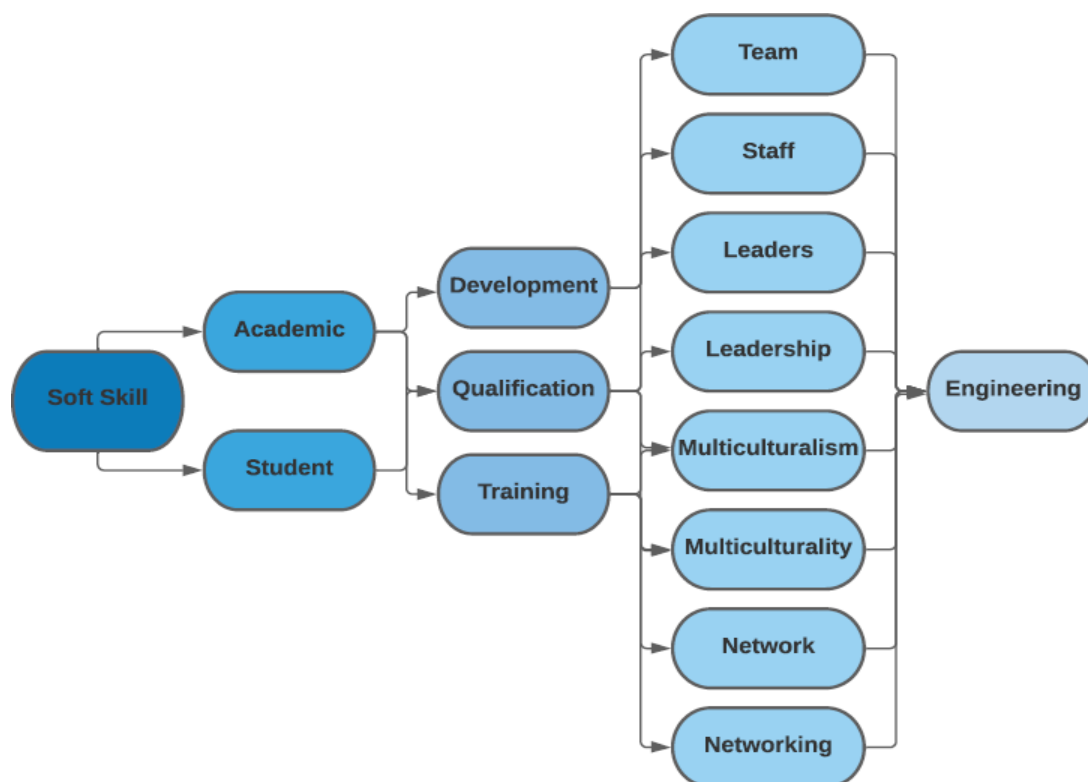 Soft Skill
Academic
Student
Development
Qualification
Training
Team
Staff
Leaders
Leadership
Multiculturalism
Multiculturality
Network
Networking
Engineering